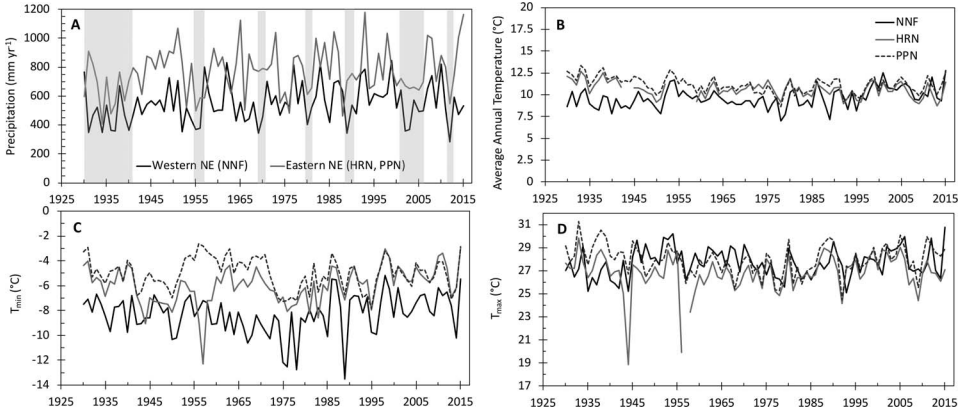 A
Precipitation (mm yr-1)
1200
1000
800
600
400
200
0
Western NE (NNF) Eastern NE (HRN, PPN)
1925 1935 1945 1955 1965 1975 1985 1995 2005 2015
B
Average Annual Temperature (°C)
20
17.5
15
12.5
10
7.5
5
2.5
0
NNF
HRN
PPN
1925 1935 1945 1955 1965 1975 1985 1995 2005 2015
C
Tmin (°C)
-2
-4
-6
-8
-10
-12
-14
1925 1935 1945 1955 1965 1975 1985 1995 2005 2015
D
Tmax (°C)
31
29
27
25
23
21
19
17
1925 1935 1945 1955 1965 1975 1985 1995 2005 2015